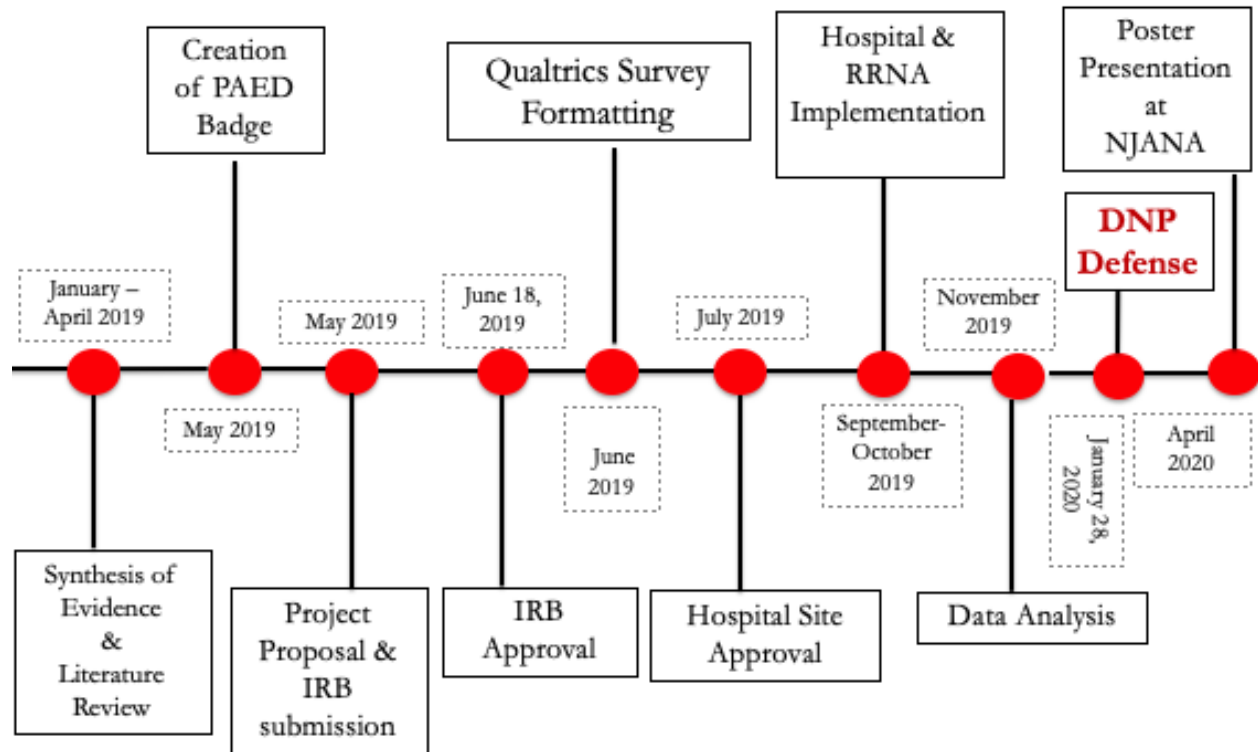 Creation
of PAED
Badge
Qualtrics Survey
Formatting
Hospital &
RRNA
Implementation
Poster
Presentation
at
NJANA
DNP
Defense
January –
April 2019
May 2019
June 18,
2019
July 2019
November
2019
May 2019
June
2019
September-
October
2019
January 28,
2020
April
2020
Synthesis of
Evidence
&
Literature
Review
Project
Proposal &
IRB
submission
IRB
Approval
Hospital Site
Approval
Data Analysis